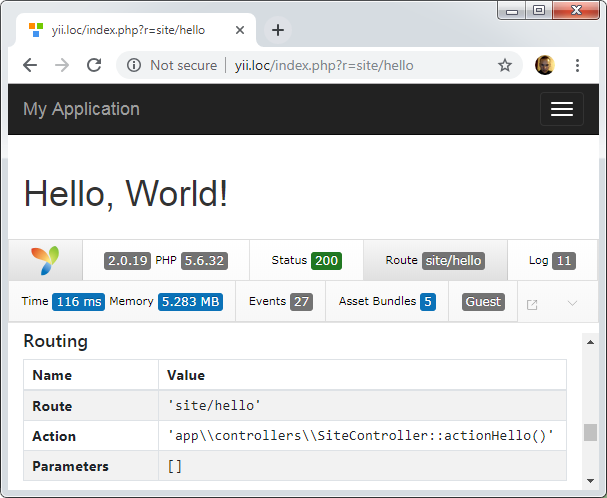 yii.loc/index.php?r=site/hello
Not secure yii.loc/index.php?r=site/hello
My Application
Hello, World!
2.0.19 PHP 5.6.32 Status 200 Route site/hello Log 11
Time 116 ms Memory 5.283 MB Events 27 Asset Bundles 5 Guest
Routing
Name Value
Route 'site/hello'
Action 'app\\controllers\\SiteController::actionHello()'
Parameters []